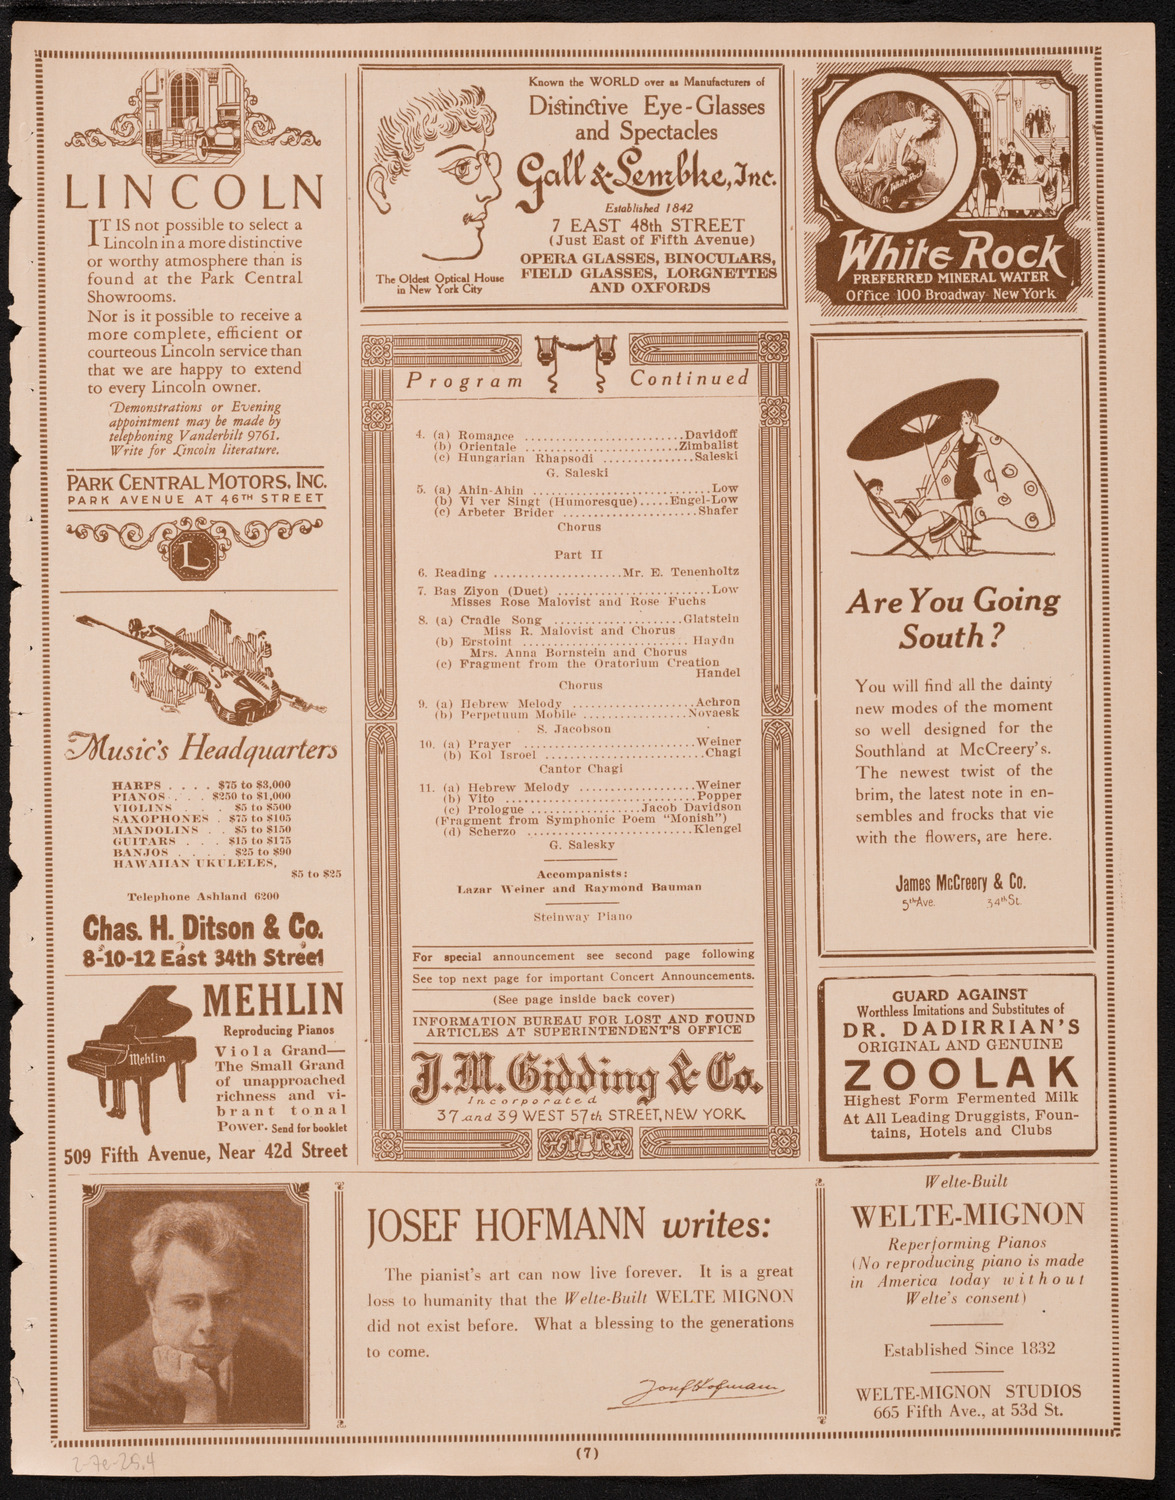 LINCOLN
IT IS not possible to select a
Lincoln in a more distinctive
or worthy atmosphere than is
found at the Park Central
Showrooms.
Nor is it possible to receive a
more complete, efficient or
courteous Lincoln service than
that we are happy to extend
to every Lincoln owner.
Demonstrations or Evening
appointment may be made by
telephoning Vanderbilt 9761.
Write for Lincoln literature.
PARK CENTRAL MOTORS, INC.
PARK AVENUE AT 46TH STREET
L
Music's Headquarters
HARPS . . . . $75 to $3,000
PIANOS . . . $250 to $1,000
VIOLINS . . . $5 to $500
SAXOPHONES . $75 to $105
MANDOLINS . . $5 to $150
GUITARS . . . $15 to $175
BANJOS . . . . $25 to $90
HAWAIIAN UKULELES,
$5 to $25
Telephone Ashland 6200
Chas. H. Ditson & Co.
8-10-12 East 34th Street
MEHLIN
Reproducing Pianos
Mehlin
Viola Grand—
The Small Grand
of unapproached
richness and vi-
brant tonal
Power. Send for booklet
509 Fifth Avenue, Near 42d Street
Known the WORLD over as Manufacturers of
Distinctive Eye-Glasses
and Spectacles
Gall & Lembke, Inc.
Established 1842
7 EAST 48th STREET
(Just East of Fifth Avenue)
OPERA GLASSES, BINOCULARS,
FIELD GLASSES, LORGNETTES
AND OXFORDS
The Oldest Optical House
in New York City
Program Continued
4. (a) Romance ........................Davidoff
(b) Orientale .......................Zimbalist
(c) Hungarian Rhapsodi ..............Saleski
G. Saleski
5. (a) Ahin-Ahin ...........................Low
(b) Vi ver Singt (Humoresque).....Engel-Low
(c) Arbeter Brider .....................Shafer
Chorus
Part II
6. Reading ....................Mr. E. Tenenholtz
7. Bas Ziyon (Duet) .......................Low
Misses Rose Malovist and Rose Fuchs
8. (a) Cradle Song .....................Glatstein
Miss R. Malovist and Chorus
(b) Erstoint .......................... Haydn
Mrs. Anna Bornstein and Chorus
(c) Fragment from the Oratorium Creation
Handel
Chorus
9. (a) Hebrew Melody ...................Achron
(b) Perpetuum Mobile ................Novaesk
S. Jacobson
10. (a) Prayer ...........................Weiner
(b) Kol Isroel ........................Chagi
Cantor Chagi
11. (a) Hebrew Melody ..................Weiner
(b) Vito .............................Popper
(c) Prologue ..................Jacob Davidson
(Fragment from Symphonic Poem "Monish")
(d) Scherzo ..........................Klengel
G. Salesky
Accompanists:
Lazar Weiner and Raymond Bauman
Steinway Piano
For special announcement see second page following
See top next page for important Concert Announcements.
(See page inside back cover)
INFORMATION BUREAU FOR LOST AND FOUND
ARTICLES AT SUPERINTENDENT'S OFFICE
J.M. Gidding & Co.
Incorporated
37 and 39 WEST 57th STREET, NEW YORK
White Rock
White Rock
PREFERRED MINERAL WATER
Office 100 Broadway New York
Are You Going
South?
You will find all the dainty
new modes of the moment
so well designed for the
Southland at McCreery's.
The newest twist of the
brim, the latest note in en-
sembles and frocks that vie
with the flowers, are here.
James McCreery & Co.
5th Ave. 34th St.
GUARD AGAINST
Worthless Imitations and Substitutes of
DR. DADIRRIAN'S
ORIGINAL AND GENUINE
ZOOLAK
Highest Form Fermented Milk
At All Leading Druggists, Foun-
tains, Hotels and Clubs
JOSEF HOFMANN writes:
The pianist's art can now live forever. It is a great
loss to humanity that the Welte-Built WELTE MIGNON
did not exist before. What a blessing to the generations
to come.
Josef Hofmann
Welte-Built
WELTE-MIGNON
Reperforming Pianos
(No reproducing piano is made
in America today without
Welte's consent)
Established Since 1832
WELTE-MIGNON STUDIOS
665 Fifth Ave., at 53d St.
(7)
2-7e-25.4